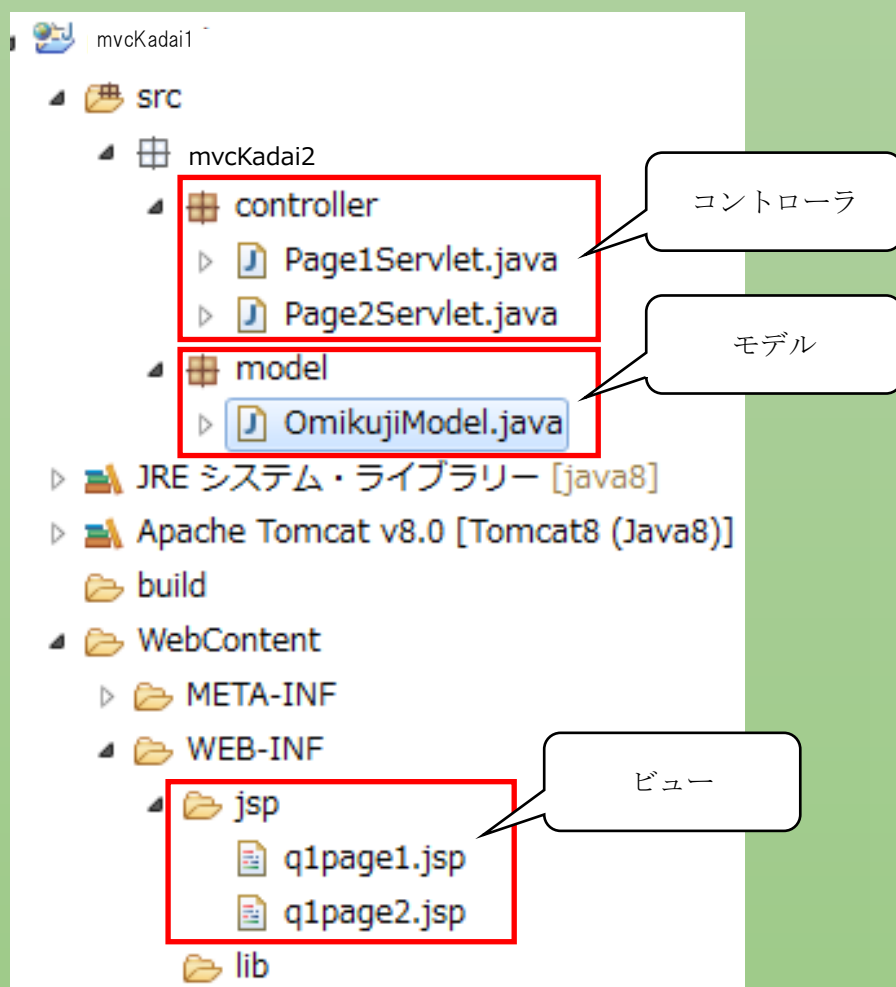 mvcKadai1
src
mvcKadai2
controller
コントローラ
Page1Servlet.java
Page2Servlet.java
model
モデル
OmikujiModel.java
JRE システム・ライブラリー [java8]
Apache Tomcat v8.0 [Tomcat8 (Java8)]
build
WebContent
META-INF
WEB-INF
ビュー
jsp
q1page1.jsp
q1page2.jsp
lib